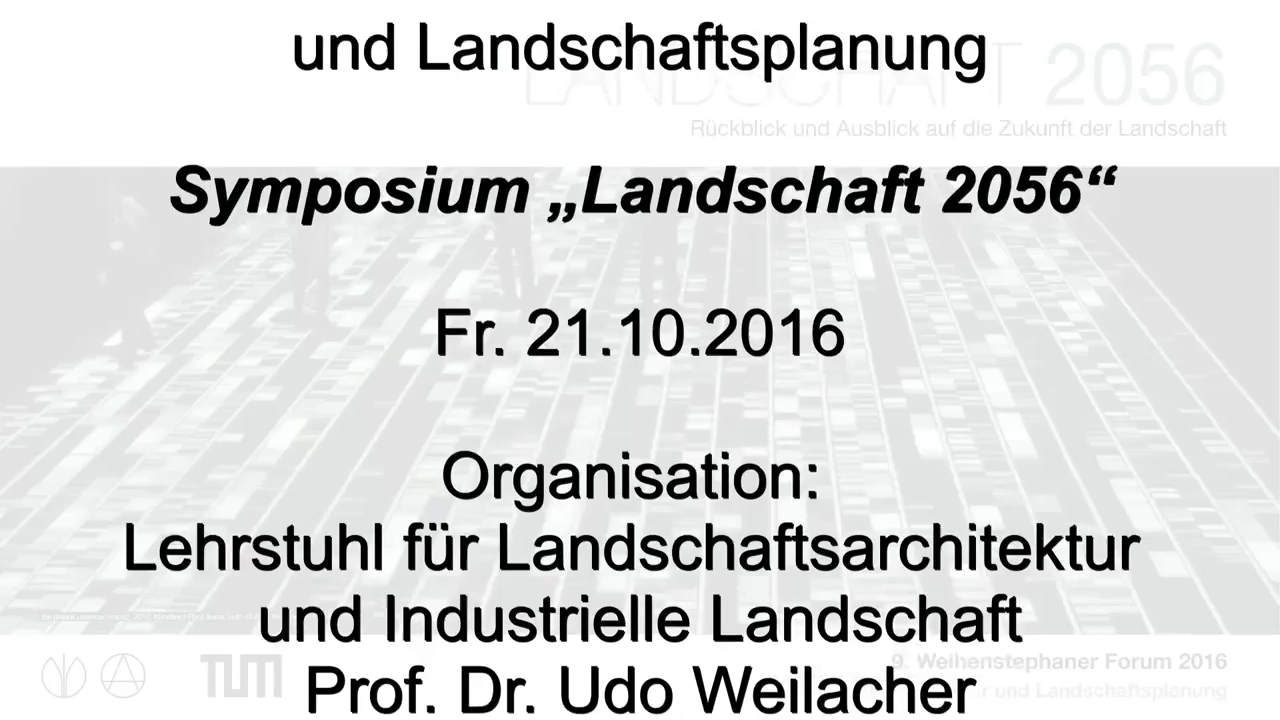 und Landschaftsplanung
LANDSCHAFT 2056
Rückblick und Ausblick auf die Zukunft der Landschaft
Symposium „Landschaft 2056“
Fr. 21.10.2016
Organisation:
Lehrstuhl für Landschaftsarchitektur
und Industrielle Landschaft
Prof. Dr. Udo Weilacher
TUM
9. Weihenstephaner Forum 2016
und Landschaftsplanung